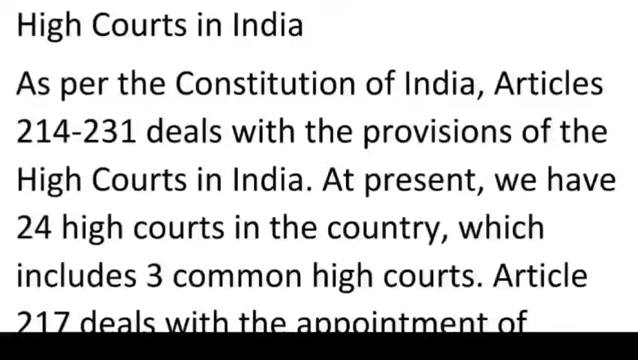 High Courts in India
As per the Constitution of India, Articles
214-231 deals with the provisions of the
High Courts in India. At present, we have
24 high courts in the country, which
includes 3 common high courts. Article
217 deals with the appointment of